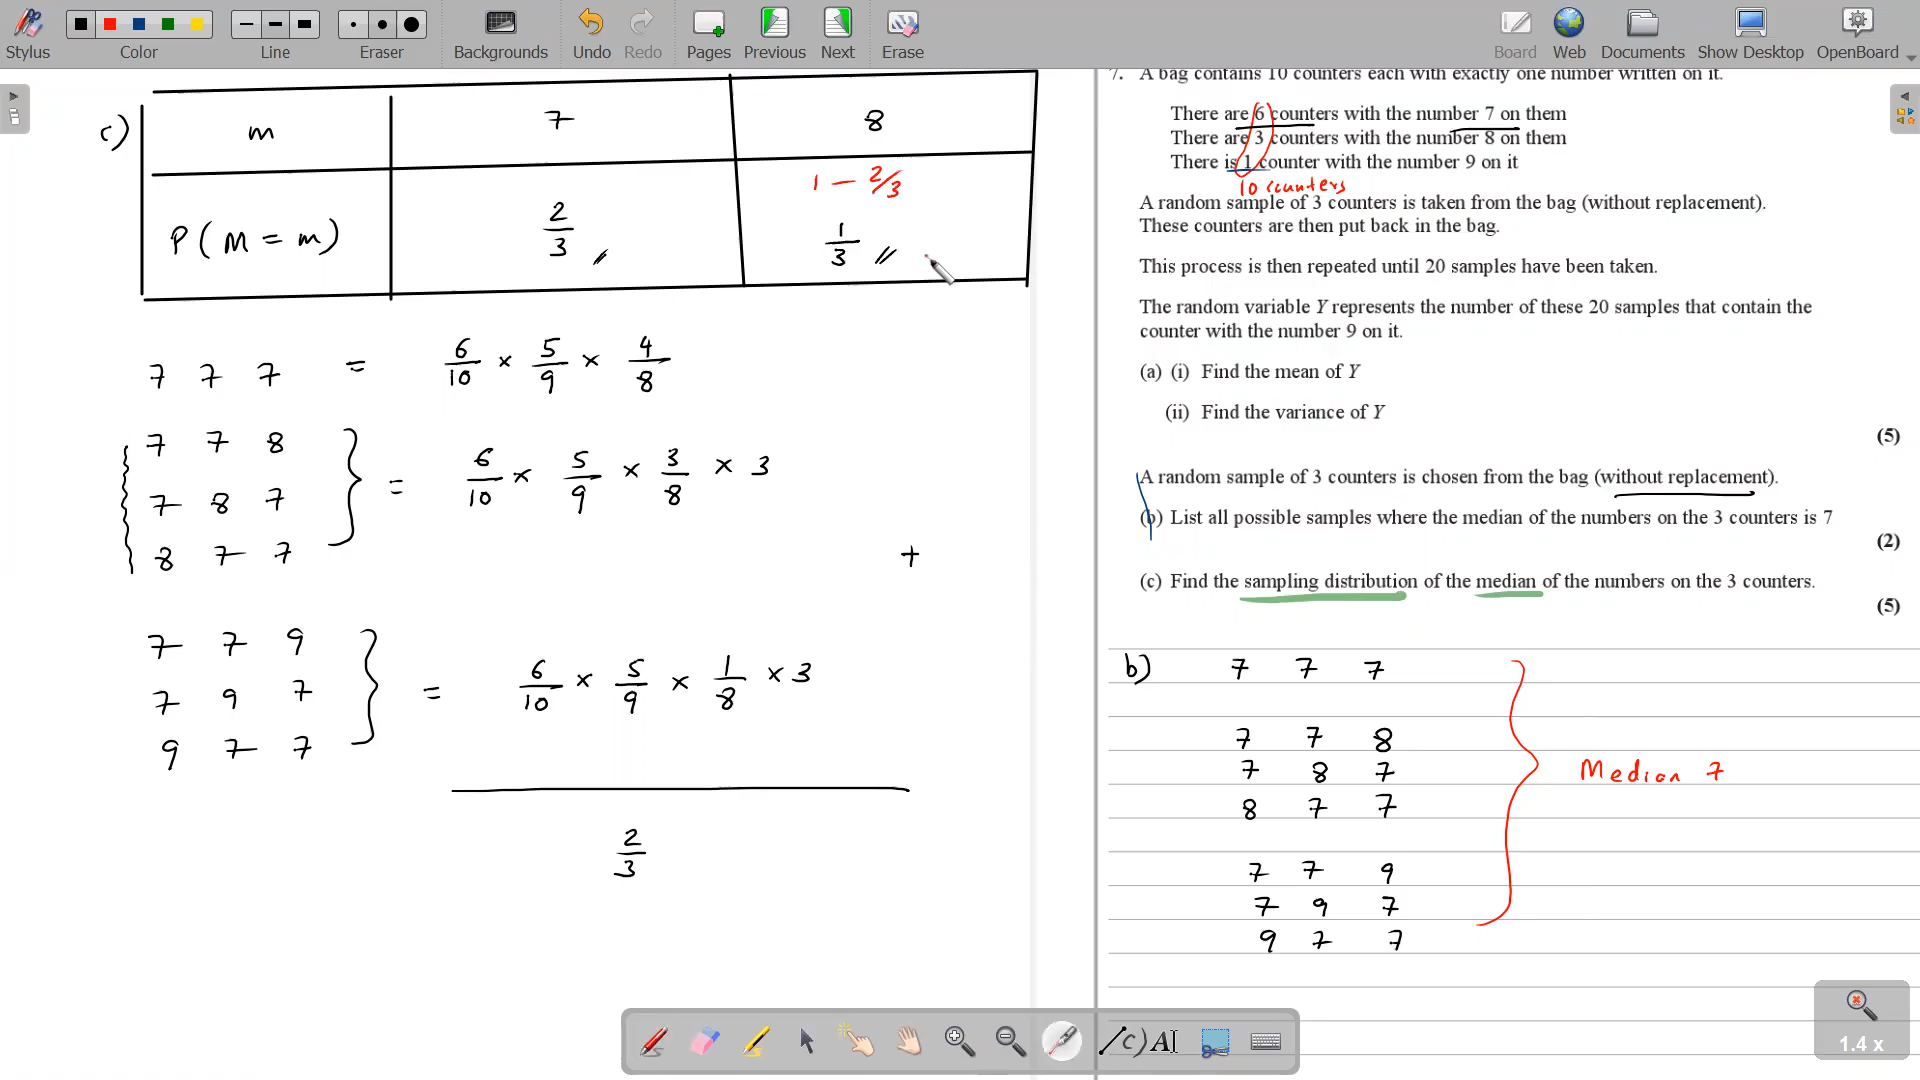 Stylus
Color
Line
Eraser
Backgrounds
Undo
Redo
Pages
Previous
Next
Erase
Board
Web
Documents
Show Desktop
OpenBoard
c)
m 7 8
1 - 2/3
P(M = m) 2/3 1/3
7 7 7 = 6/10 × 5/9 × 4/8
7 7 8
7 8 7 = 6/10 × 5/9 × 3/8 × 3
8 7 7
+
7 7 9
7 9 7 = 6/10 × 5/9 × 1/8 × 3
9 7 7
2/3
7. A bag contains 10 counters each with exactly one number written on it.
There are 6 counters with the number 7 on them
There are 3 counters with the number 8 on them
There is 1 counter with the number 9 on it
10 counters
A random sample of 3 counters is taken from the bag (without replacement).
These counters are then put back in the bag.
This process is then repeated until 20 samples have been taken.
The random variable Y represents the number of these 20 samples that contain the
counter with the number 9 on it.
(a) (i) Find the mean of Y
(ii) Find the variance of Y
(5)
A random sample of 3 counters is chosen from the bag (without replacement).
(b) List all possible samples where the median of the numbers on the 3 counters is 7
(2)
(c) Find the sampling distribution of the median of the numbers on the 3 counters.
(5)
b) 7 7 7
7 7 8
7 8 7
8 7 7
Median 7
7 7 9
7 9 7
9 7 7
1.4 x